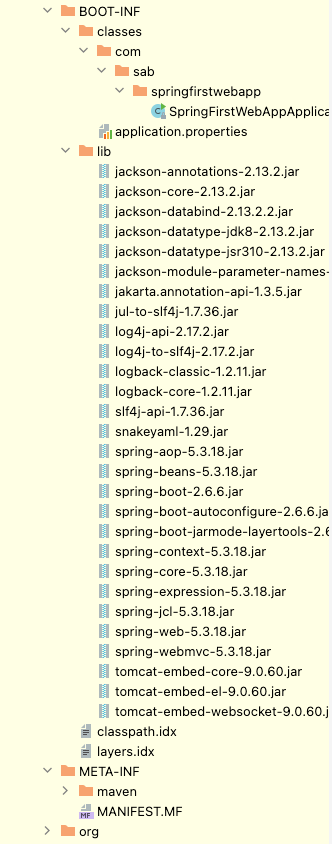 BOOT-INF
classes
com
sab
springfirstwebapp
SpringFirstWebAppApplica
application.properties
lib
jackson-annotations-2.13.2.jar
jackson-core-2.13.2.jar
jackson-databind-2.13.2.2.jar
jackson-datatype-jdk8-2.13.2.jar
jackson-datatype-jsr310-2.13.2.jar
jackson-module-parameter-names-
jakarta.annotation-api-1.3.5.jar
jul-to-slf4j-1.7.36.jar
log4j-api-2.17.2.jar
log4j-to-slf4j-2.17.2.jar
logback-classic-1.2.11.jar
logback-core-1.2.11.jar
slf4j-api-1.7.36.jar
snakeyaml-1.29.jar
spring-aop-5.3.18.jar
spring-beans-5.3.18.jar
spring-boot-2.6.6.jar
spring-boot-autoconfigure-2.6.6.ja
spring-boot-jarmode-layertools-2.6
spring-context-5.3.18.jar
spring-core-5.3.18.jar
spring-expression-5.3.18.jar
spring-jcl-5.3.18.jar
spring-web-5.3.18.jar
spring-webmvc-5.3.18.jar
tomcat-embed-core-9.0.60.jar
tomcat-embed-el-9.0.60.jar
tomcat-embed-websocket-9.0.60.j
classpath.idx
layers.idx
META-INF
maven
MF MANIFEST.MF
org